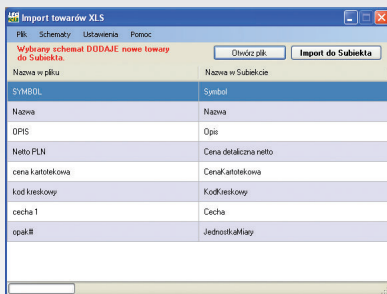 Import towarów XLS
Plik Schematy Ustawienia Pomoc
Wybrany schemat DODAJE nowe towary
do Subiekta.
Otwórz plik Import do Subiekta
Nazwa w pliku Nazwa w Subiekcie
SYMBOL Symbol
Nazwa Nazwa
OPIS Opis
Netto PLN Cena detaliczna netto
cena kartotekowa CenaKartotekowa
kod kreskowy KodKreskowy
cecha 1 Cecha
opak# JednostkaMiary